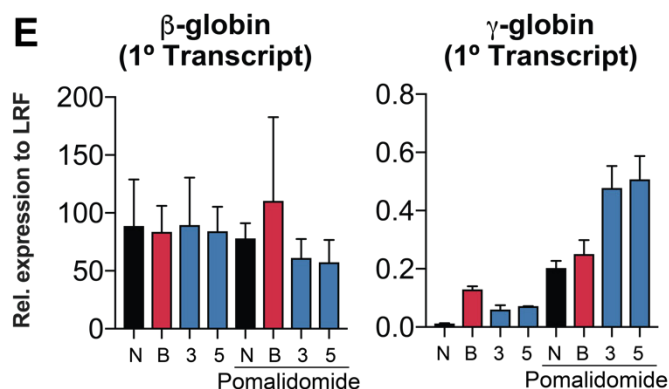 E
β-globin
(1º Transcript)
Rel. expression to LRF
200
150
100
50
0
N B 3 5 N B 3 5
Pomalidomide
γ-globin
(1º Transcript)
0.8
0.6
0.4
0.2
0.0
N B 3 5 N B 3 5
Pomalidomide